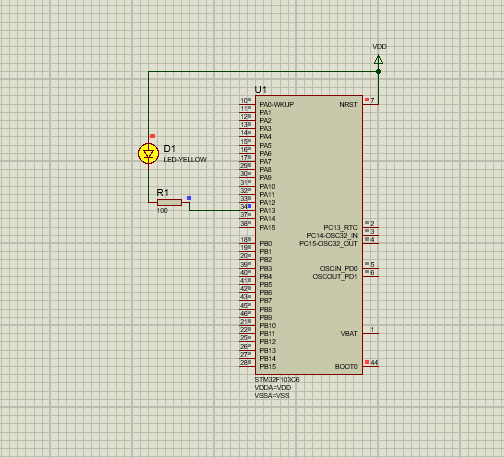 VDD
U1
10 PA0-WKUP NRST 7
11 PA1
12 PA2
13 PA3
14 PA4
15 PA5
16 PA6
17 PA7
29 PA8
30 PA9
31 PA10
32 PA11
33 PA12
34 PA13
37 PA14
38 PA15
PC13_RTC 2
PC14-OSC32_IN 3
PC15-OSC32_OUT 4
18 PB0
19 PB1
20 PB2
39 PB3 OSCIN_PD0 5
40 PB4 OSCOUT_PD1 6
41 PB5
42 PB6
43 PB7
45 PB8
46 PB9
21 PB10
22 PB11 VBAT 1
25 PB12
26 PB13
27 PB14
28 PB15 BOOT0 44
D1
LED-YELLOW
R1
100
STM32F103C6
VDDA=VDD
VSSA=VSS